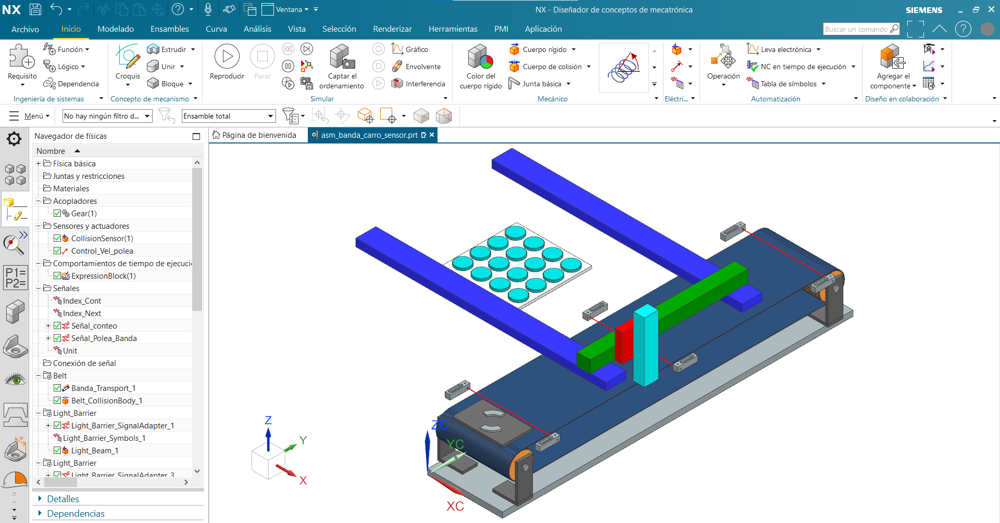 NX
Ventana
NX - Diseñador de conceptos de mecatrónica
SIEMENS
Archivo
Inicio
Modelado
Ensambles
Curva
Análisis
Vista
Selección
Renderizar
Herramientas
PMI
Aplicación
Buscar un comando
Requisito
Función
Lógico
Dependencia
Ingeniería de sistemas
Croquis
Extrudir
Unir
Bloque
Concepto de mecanismo
Reproducir
Parar
Captar el
ordenamiento
Gráfico
Envolvente
Interferencia
Simular
Color del
cuerpo rígido
Cuerpo rígido
Cuerpo de colisión
Junta básica
Mecánico
Eléctri...
Operación
Leva electrónica
NC en tiempo de ejecución
Tabla de símbolos
Automatización
Agregar el
componente
Diseño en colaboración
Menú
No hay ningún filtro d...
Ensamble total
Navegador de físicas
Página de bienvenida
asm_banda_carro_sensor.prt
Nombre
Física básica
Juntas y restricciones
Materiales
Acopladores
Gear(1)
Sensores y actuadores
CollisionSensor(1)
Control_Vel_polea
Comportamientos de tiempo de ejecuci
ExpressionBlock(1)
Señales
Index_Cont
Index_Next
Señal_conteo
Señal_Polea_Banda
Unit
Conexión de señal
Belt
Banda_Transport_1
Belt_CollisionBody_1
Light_Barrier
Light_Barrier_SignalAdapter_1
Light_Barrier_Symbols_1
Light_Beam_1
Light_Barrier
Light_Barrier_SignalAdapter_3
Detalles
Dependencias
P1=
P2=
Z
Y
X
ZC
YC
XC